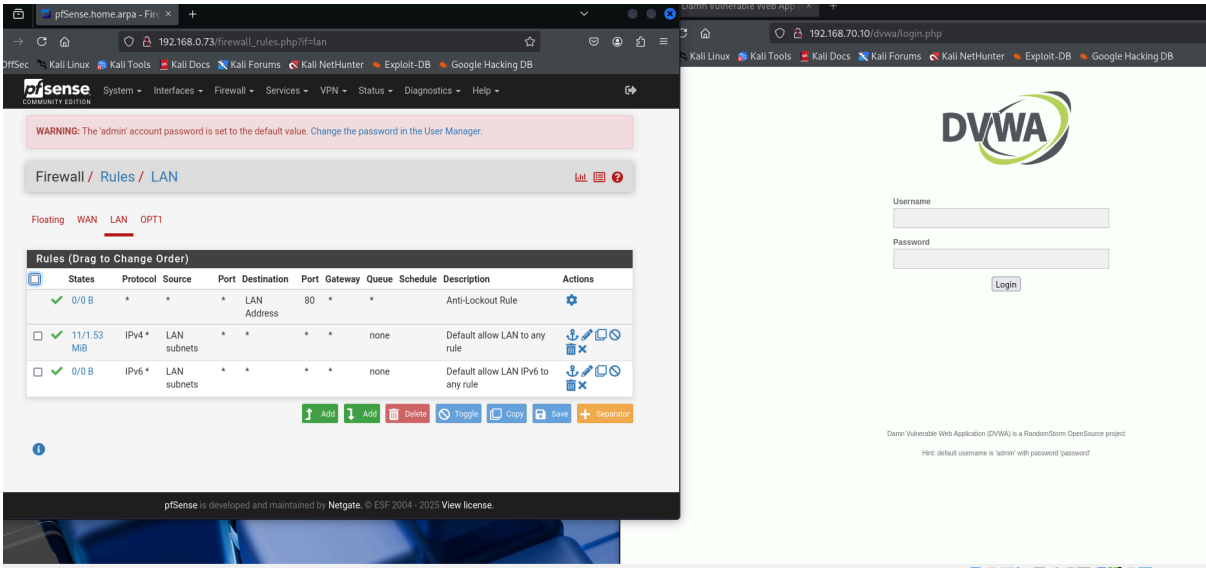 pfSense.home.arpa - Fire
192.168.0.73/firewall_rules.php?if=lan
OffSec Kali Linux Kali Tools Kali Docs Kali Forums Kali NetHunter Exploit-DB Google Hacking DB
pfsense
COMMUNITY EDITION
System Interfaces Firewall Services VPN Status Diagnostics Help
WARNING: The 'admin' account password is set to the default value. Change the password in the User Manager.
Firewall / Rules / LAN
Floating WAN LAN OPT1
Rules (Drag to Change Order)
States Protocol Source Port Destination Port Gateway Queue Schedule Description Actions
0/0 B * * * LAN Address 80 * * Anti-Lockout Rule
11/1.53 MiB IPv4 * LAN subnets * * * * none Default allow LAN to any rule
0/0 B IPv6 * LAN subnets * * * * none Default allow LAN IPv6 to any rule
Add Add Delete Toggle Copy Save Separator
pfSense is developed and maintained by Netgate. © ESF 2004 - 2025 View license.
Damn Vulnerable Web App
192.168.70.10/dvwa/login.php
Kali Linux Kali Tools Kali Docs Kali Forums Kali NetHunter Exploit-DB Google Hacking DB
DVWA
Username
Password
Login
Damn Vulnerable Web Application (DVWA) is a RandomStorm OpenSource project
Hint: default username is 'admin' with password 'password'